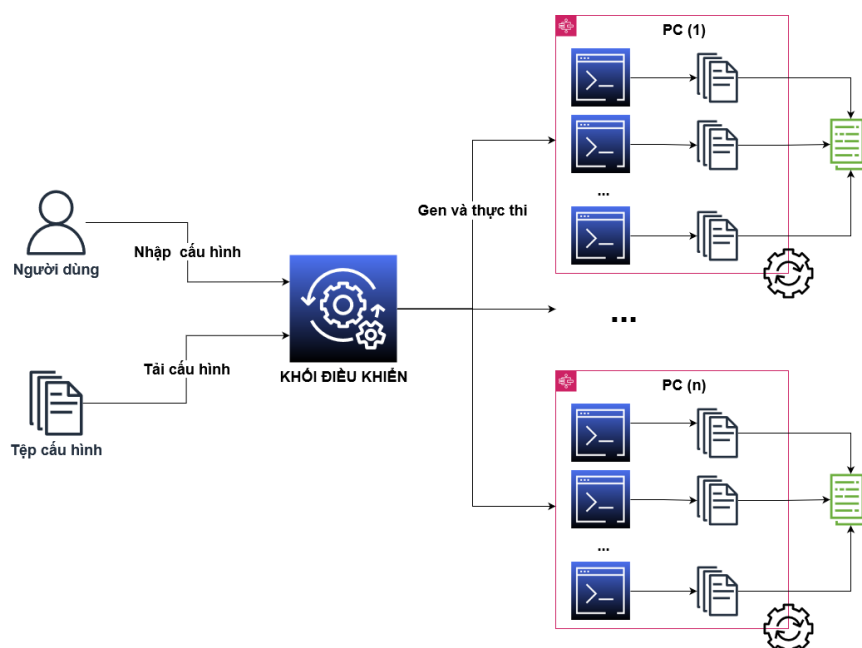 PC (1)
...
Gen và thực thi
Người dùng
Nhập cấu hình
Tải cấu hình
KHỐI ĐIỀU KHIỂN
Tệp cấu hình
...
PC (n)
...